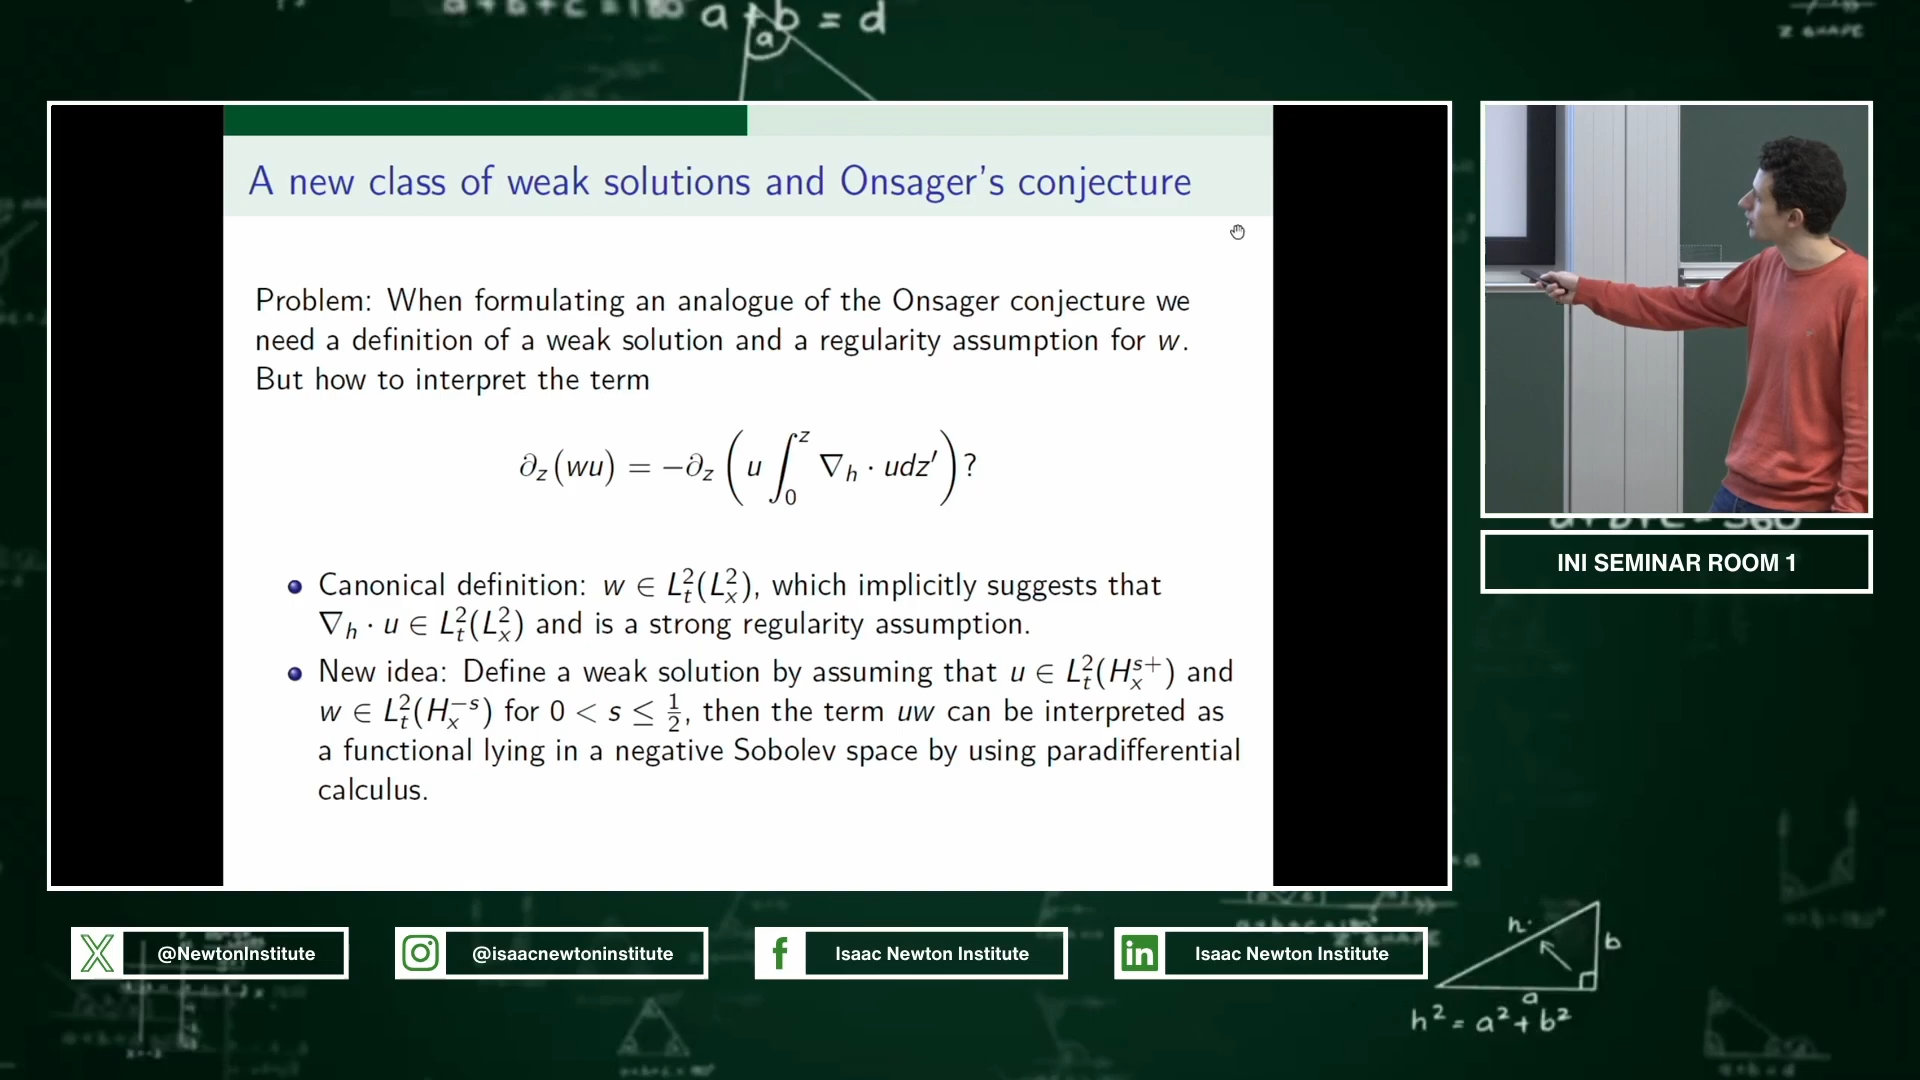 a+b = d
a
Z SHAPE
A new class of weak solutions and Onsager's conjecture
Problem: When formulating an analogue of the Onsager conjecture we
need a definition of a weak solution and a regularity assumption for w.
But how to interpret the term
∂_z(wu) = −∂_z (u ∫_0^z ∇_h · udz′)?
Canonical definition: w ∈ L_t^2(L_x^2), which implicitly suggests that
∇_h · u ∈ L_t^2(L_x^2) and is a strong regularity assumption.
New idea: Define a weak solution by assuming that u ∈ L_t^2(H_x^{s+}) and
w ∈ L_t^2(H_x^{−s}) for 0 < s ≤ 1/2, then the term uw can be interpreted as
a functional lying in a negative Sobolev space by using paradifferential
calculus.
INI SEMINAR ROOM 1
@NewtonInstitute
@isaacnewtoninstitute
Isaac Newton Institute
Isaac Newton Institute
h
b
a
h² = a² + b²